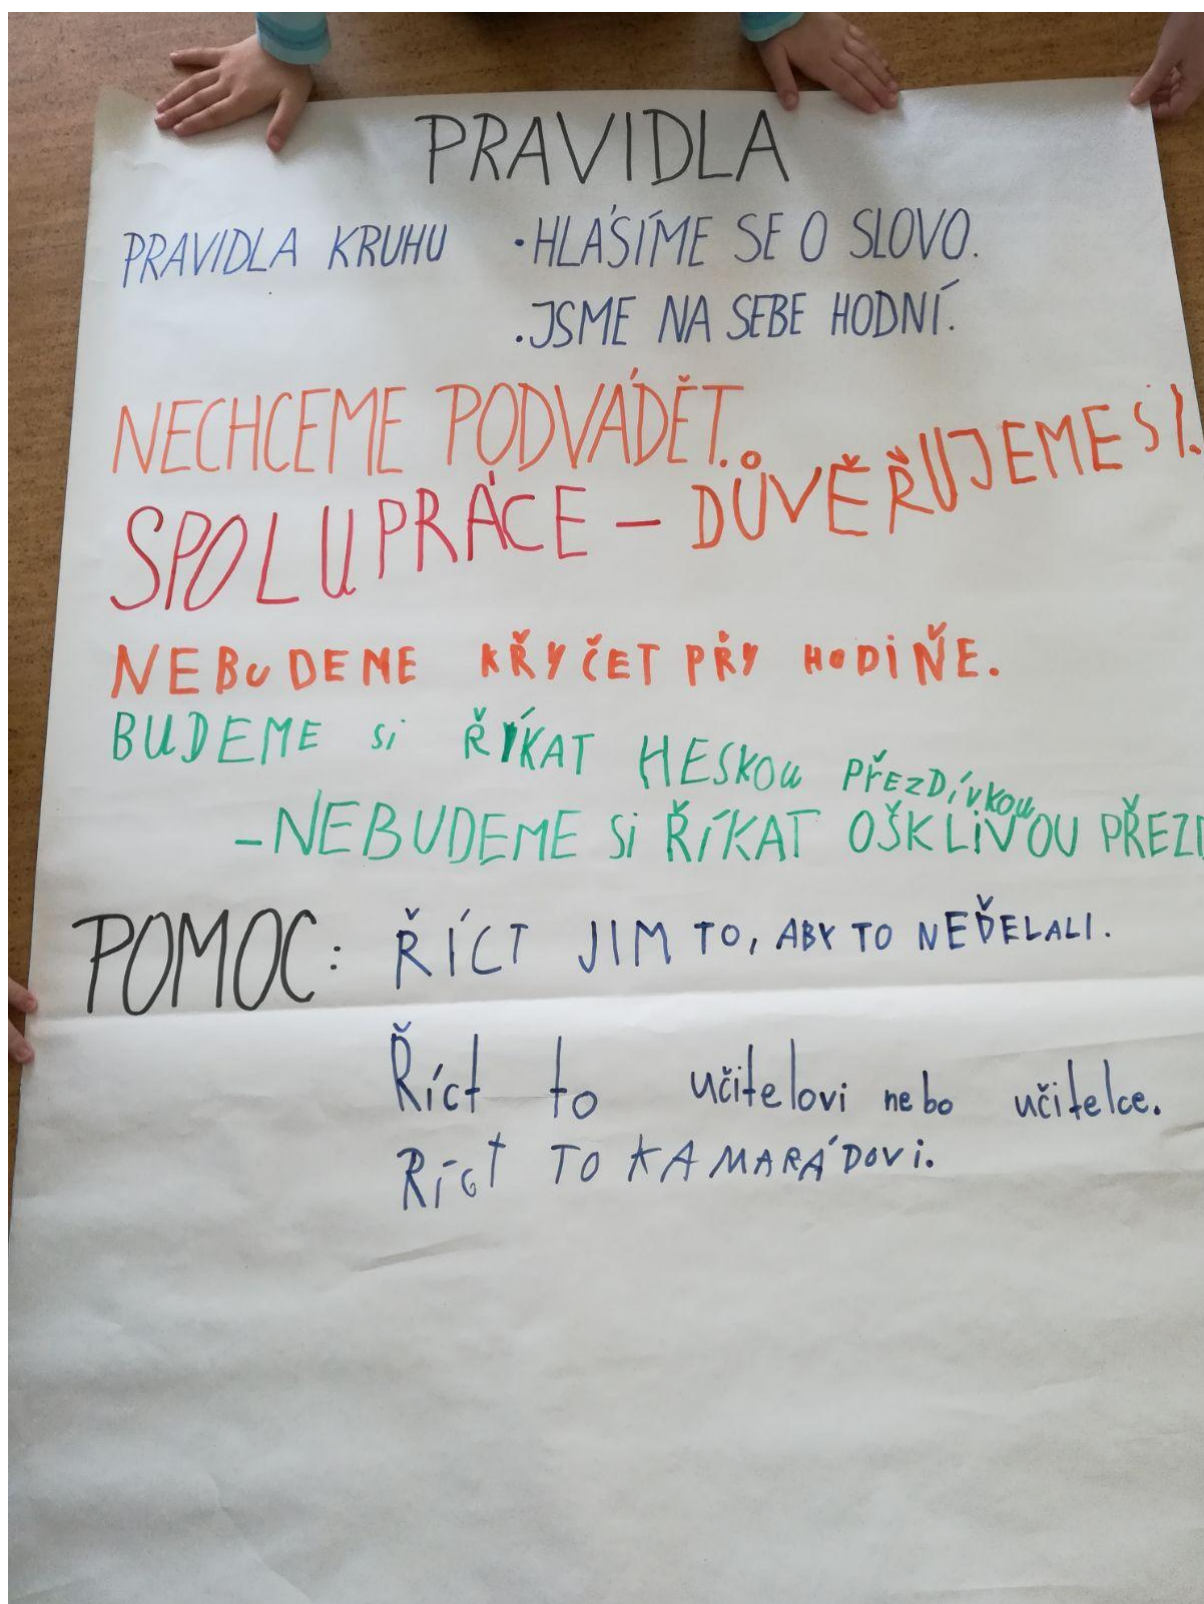 PRAVIDLA
PRAVIDLA KRUHU • HLÁSÍME SE O SLOVO.
• JSME NA SEBE HODNÍ.
NECHCEME PODVÁDĚT.
SPOLUPRÁCE – DŮVĚŘUJEME SI.
NEBUDEME KŘYČET PŘY HODIŇE.
BUDEME Si ŘÍKAT HESKOU PŘEZDÍVKOU
- NEBUDEME Si ŘÍKAT OŠKLIVOU
POMOC: ŘÍCT JIM TO, ABY TO NEĎELALI.
Říct to učitelovi nebo učitelce.
Říct TO KAMARÁDOVi.